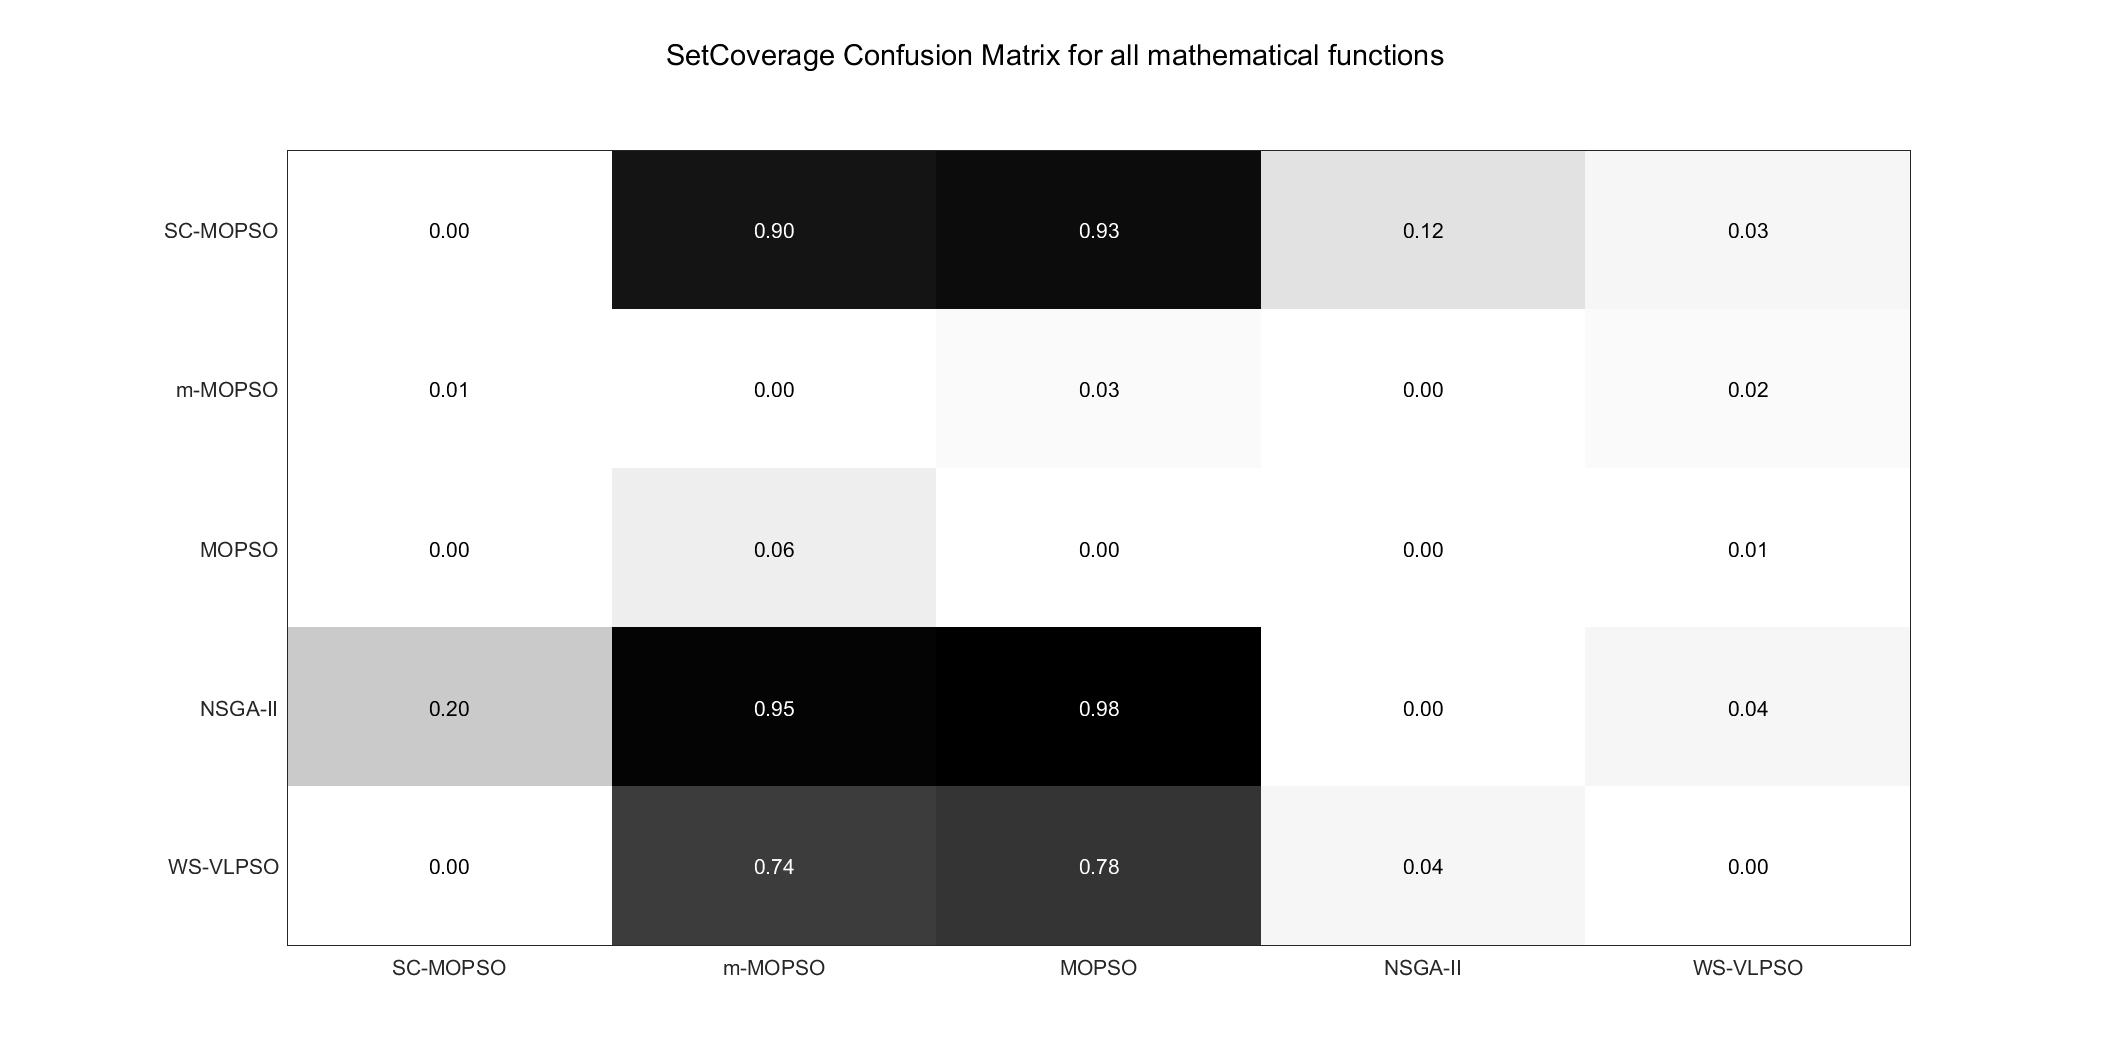 SetCoverage Confusion Matrix for all mathematical functions
SC-MOPSO 0.00 0.90 0.93 0.12 0.03
m-MOPSO 0.01 0.00 0.03 0.00 0.02
MOPSO 0.00 0.06 0.00 0.00 0.01
NSGA-II 0.20 0.95 0.98 0.00 0.04
WS-VLPSO 0.00 0.74 0.78 0.04 0.00
SC-MOPSO m-MOPSO MOPSO NSGA-II WS-VLPSO